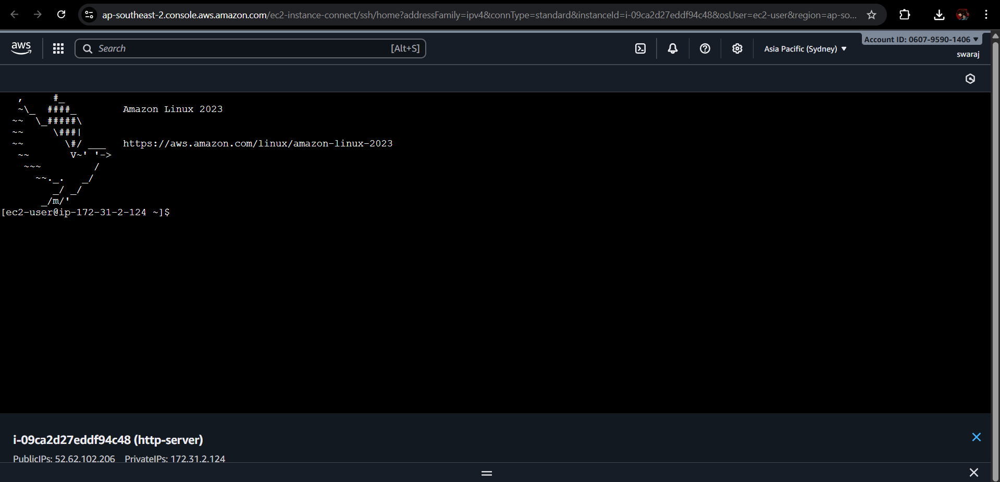 ap-southeast-2.console.aws.amazon.com/ec2-instance-connect/ssh/home?addressFamily=ipv4&connType=standard&instanceId=i-09ca2d27eddf94c48&osUser=ec2-user&region=ap-so...
aws
Search
[Alt+S]
Asia Pacific (Sydney)
Account ID: 0607-9590-1406
swaraj
   ,     #_
   ~\_  ####_        Amazon Linux 2023
  ~~  \_#####\
  ~~     \###|
  ~~       \#/ ___   https://aws.amazon.com/linux/amazon-linux-2023
   ~~       V~' '->
    ~~~         /
      ~~._.   _/
         _/ _/
       _/m/'
[ec2-user@ip-172-31-2-124 ~]$
i-09ca2d27eddf94c48 (http-server)
PublicIPs: 52.62.102.206 PrivateIPs: 172.31.2.124